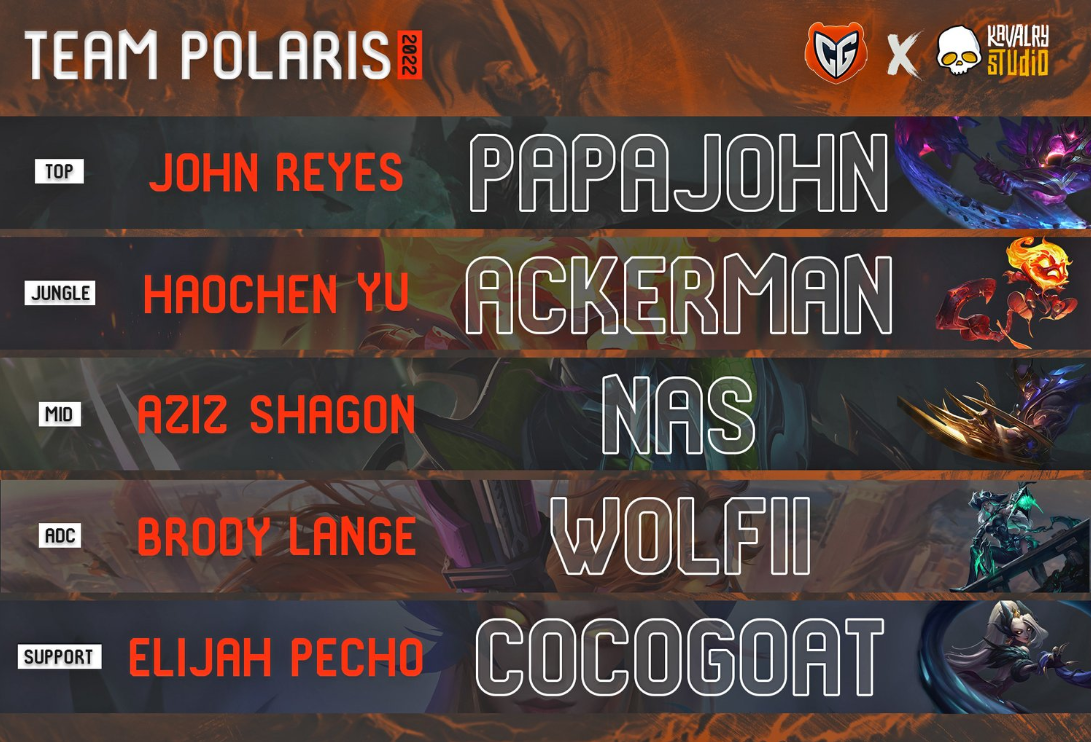 TEAM POLARIS 2022
CG X KAVALRY STUDIO
TOP JOHN REYES PAPAJOHN
JUNGLE HAOCHEN YU ACKERMAN
MID AZIZ SHAGON NAS
ADC BRODY LANGE WOLFII
SUPPORT ELIJAH PECHO COCOGOAT